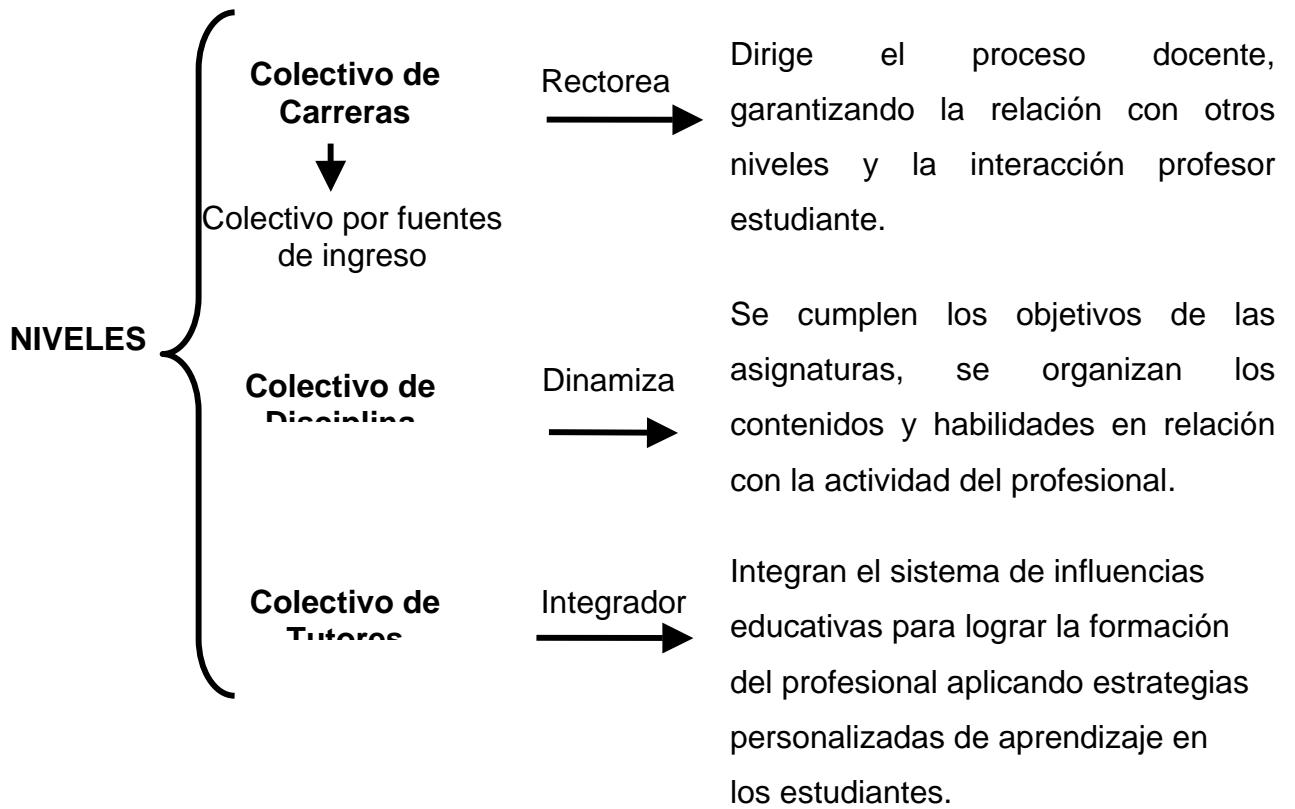 NIVELES
Colectivo de
Carreras
Colectivo por fuentes
de ingreso
Rectorea
Dirige el proceso docente,
garantizando la relación con otros
niveles y la interacción profesor
estudiante.
Colectivo de
Disciplina
Dinamiza
Se cumplen los objetivos de las
asignaturas, se organizan los
contenidos y habilidades en relación
con la actividad del profesional.
Colectivo de
Tutores
Integrador
Integran el sistema de influencias
educativas para lograr la formación
del profesional aplicando estrategias
personalizadas de aprendizaje en
los estudiantes.